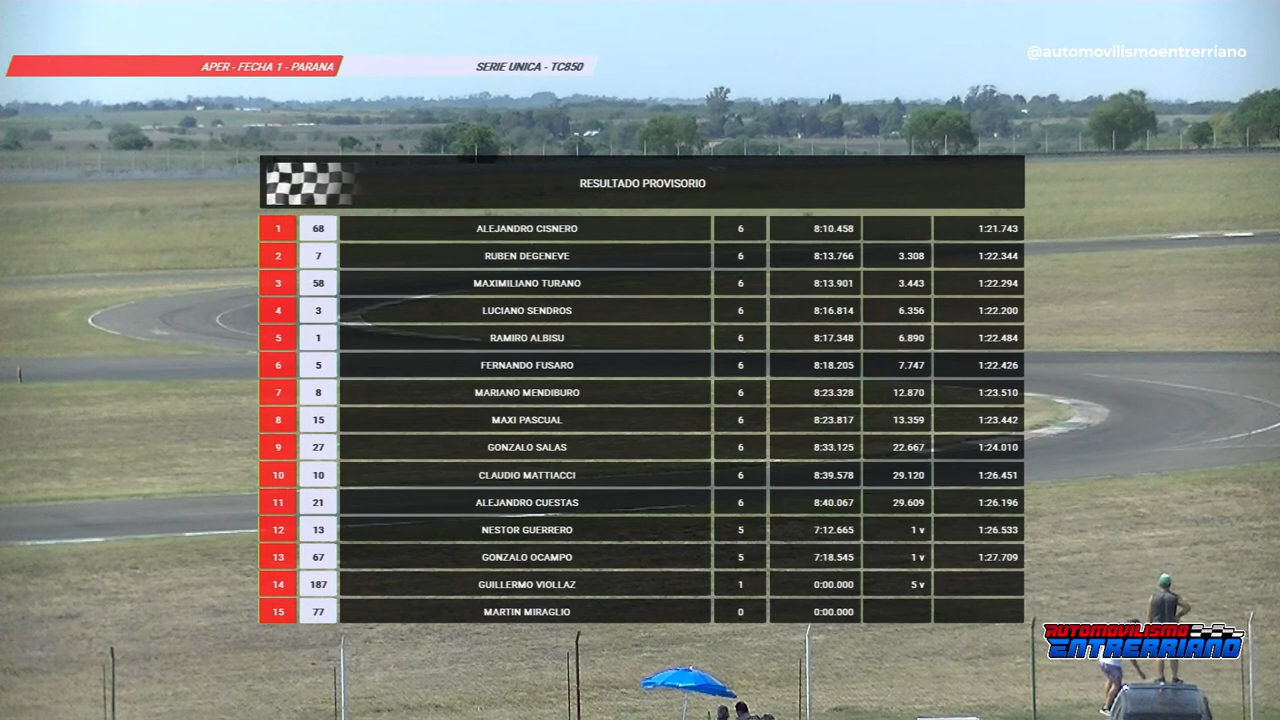 @automovilismoentrerriano
APER - FECHA 1 - PARANA SERIE UNICA - TC850
RESULTADO PROVISORIO
1 68 ALEJANDRO CISNERO 6 8:10.458 1:21.743
2 7 RUBEN DEGENEVE 6 8:13.766 3.308 1:22.344
3 58 MAXIMILIANO TURANO 6 8:13.901 3.443 1:22.294
4 3 LUCIANO SENDROS 6 8:16.814 6.356 1:22.200
5 1 RAMIRO ALBISU 6 8:17.348 6.890 1:22.484
6 5 FERNANDO FUSARO 6 8:18.205 7.747 1:22.426
7 8 MARIANO MENDIBURO 6 8:23.328 12.870 1:23.510
8 15 MAXI PASCUAL 6 8:23.817 13.359 1:23.442
9 27 GONZALO SALAS 6 8:33.125 22.667 1:24.010
10 10 CLAUDIO MATTIACCI 6 8:39.578 29.120 1:26.451
11 21 ALEJANDRO CUESTAS 6 8:40.067 29.609 1:26.196
12 13 NESTOR GUERRERO 5 7:12.665 1 v 1:26.533
13 67 GONZALO OCAMPO 5 7:18.545 1 v 1:27.709
14 187 GUILLERMO VIOLLAZ 1 0:00.000 5 v
15 77 MARTIN MIRAGLIO 0 0:00.000
AUTOMOVILISMO
ENTRERRIANO